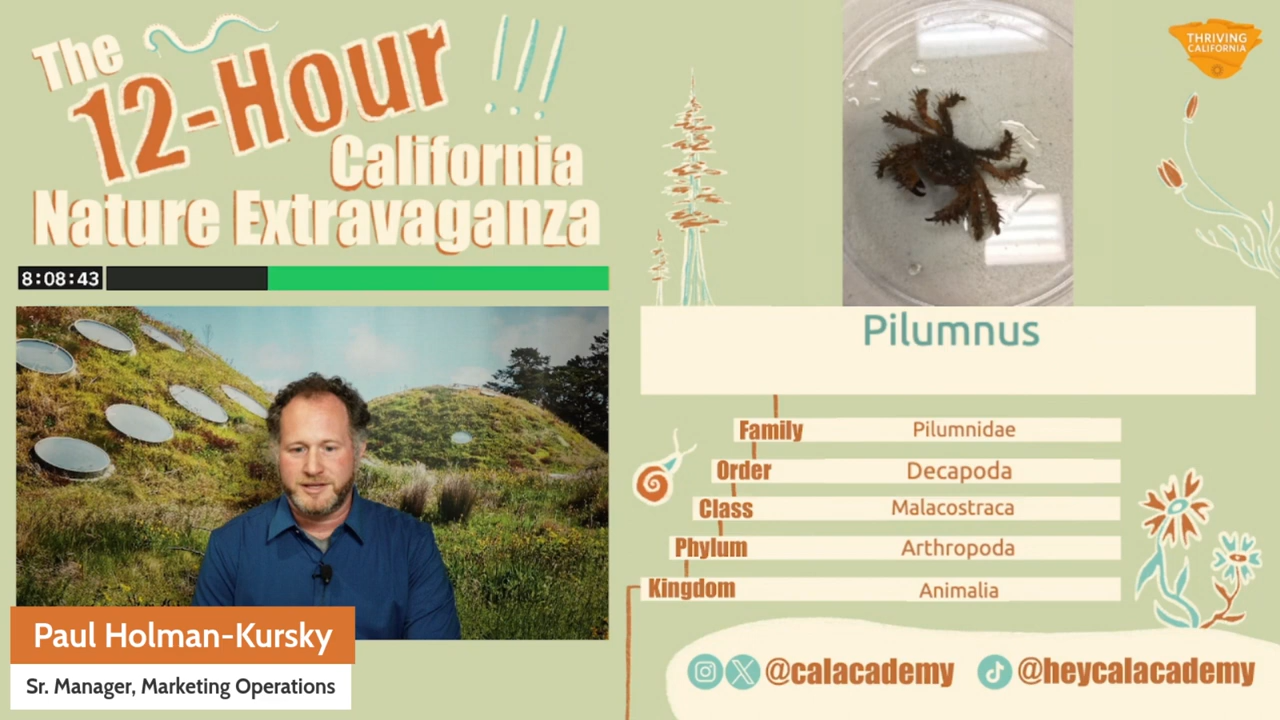 The
12-Hour !!!
California
Nature Extravaganza
8:08:43
Paul Holman-Kursky
Sr. Manager, Marketing Operations
THRIVING
CALIFORNIA
Pilumnus
Family Pilumnidae
Order Decapoda
Class Malacostraca
Phylum Arthropoda
Kingdom Animalia
@calacademy @heycalacademy